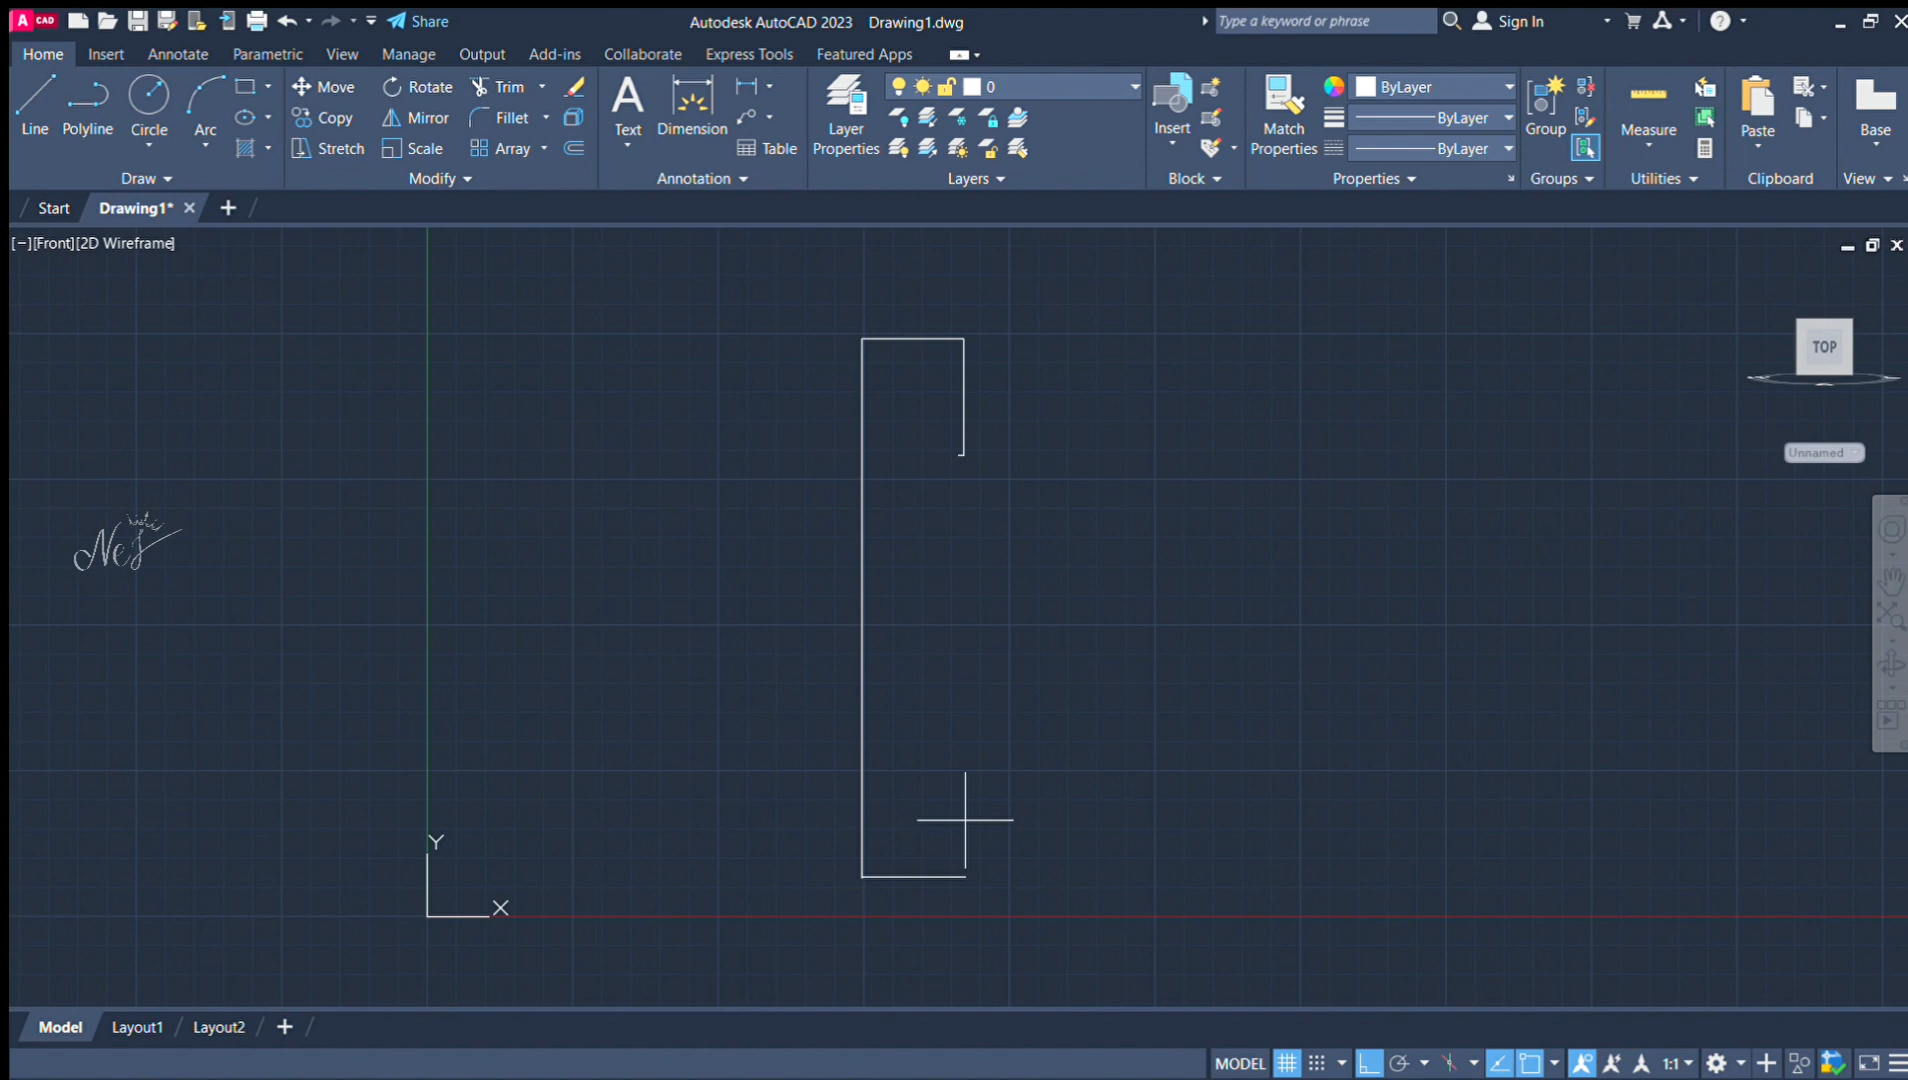 A CAD Share Autodesk AutoCAD 2023 Drawing1.dwg Type a keyword or phrase Sign In ?
Home Insert Annotate Parametric View Manage Output Add-ins Collaborate Express Tools Featured Apps
Line Polyline Circle Arc
Move Rotate Trim
Copy Mirror Fillet
Stretch Scale Array
A Text Dimension Table
Layer Properties 0
Insert
Match Properties
ByLayer
ByLayer
ByLayer
Group
Measure
Paste
Base
Draw Modify Annotation Layers Block Properties Groups Utilities Clipboard View
Start Drawing1* +
[−][Front][2D Wireframe]
TOP
Unnamed
Nej
Y
X
Model Layout1 Layout2 +
MODEL 1:1